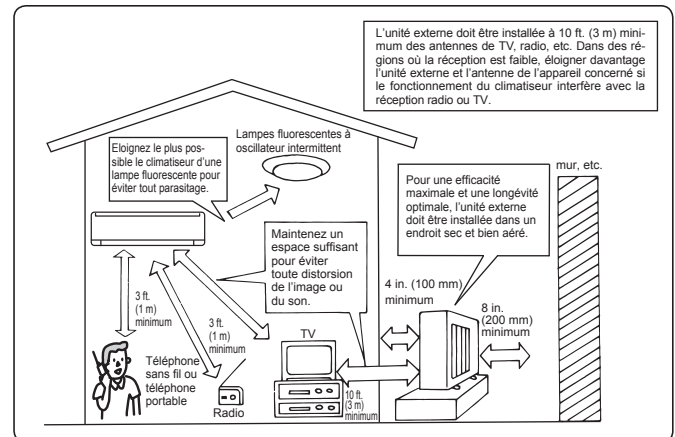 L'unité externe doit être installée à 10 ft. (3 m) mini-
mum des antennes de TV, radio, etc. Dans des ré-
gions où la réception est faible, éloigner davantage
l'unité externe et l'antenne de l'appareil concerné si
le fonctionnement du climatiseur interfère avec la
réception radio ou TV.
Lampes fluorescentes à
oscillateur intermittent
Eloignez le plus pos-
sible le climatiseur d'une
lampe fluorescente pour
éviter tout parasitage.
mur, etc.
Pour une efficacité
maximale et une longévité
optimale, l'unité externe
doit être installée dans un
endroit sec et bien aéré.
Maintenez un
espace suffisant
pour éviter
toute distorsion
de l'image ou
du son.
4 in. (100 mm)
minimum
8 in.
(200 mm)
minimum
3 ft.
(1 m)
minimum
3 ft.
(1 m)
minimum
TV
Téléphone
sans fil ou
téléphone
portable
Radio
10 ft.
(3 m)
minimum